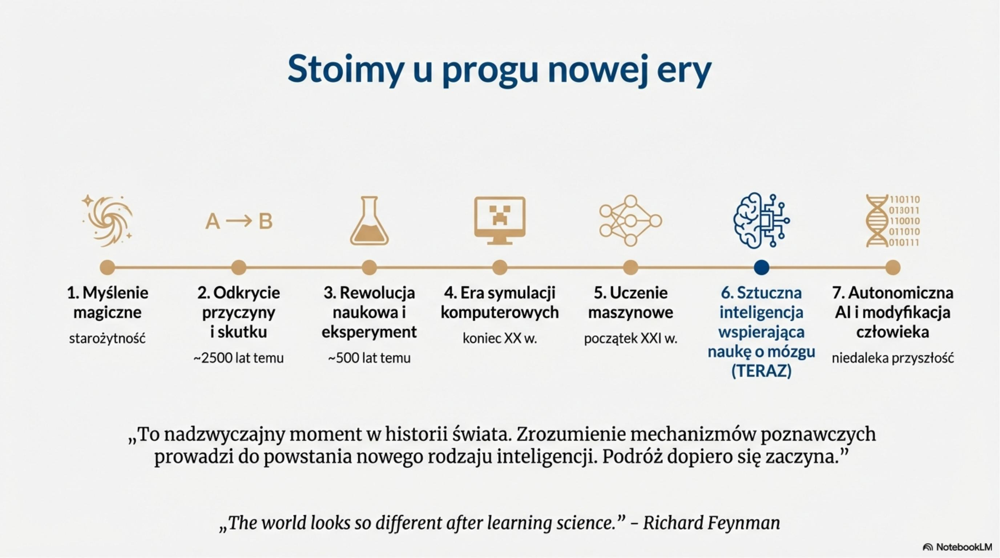 Stoimy u progu nowej ery
A → B
110110
013011
110010
011010
010111
1. Myślenie
magiczne
starożytność
2. Odkrycie
przyczyny
i skutku
~2500 lat temu
3. Rewolucja
naukowa i
eksperyment
~500 lat temu
4. Era symulacji
komputerowych
koniec XX w.
5. Uczenie
maszynowe
początek XXI w.
6. Sztuczna
inteligencja
wspierająca
naukę o mózgu
(TERAZ)
7. Autonomiczna
AI i modyfikacja
człowieka
niedaleka przyszłość
„To nadzwyczajny moment w historii świata. Zrozumienie mechanizmów poznawczych
prowadzi do powstania nowego rodzaju inteligencji. Podróż dopiero się zaczyna.”
„The world looks so different after learning science.” – Richard Feynman
NotebookLM